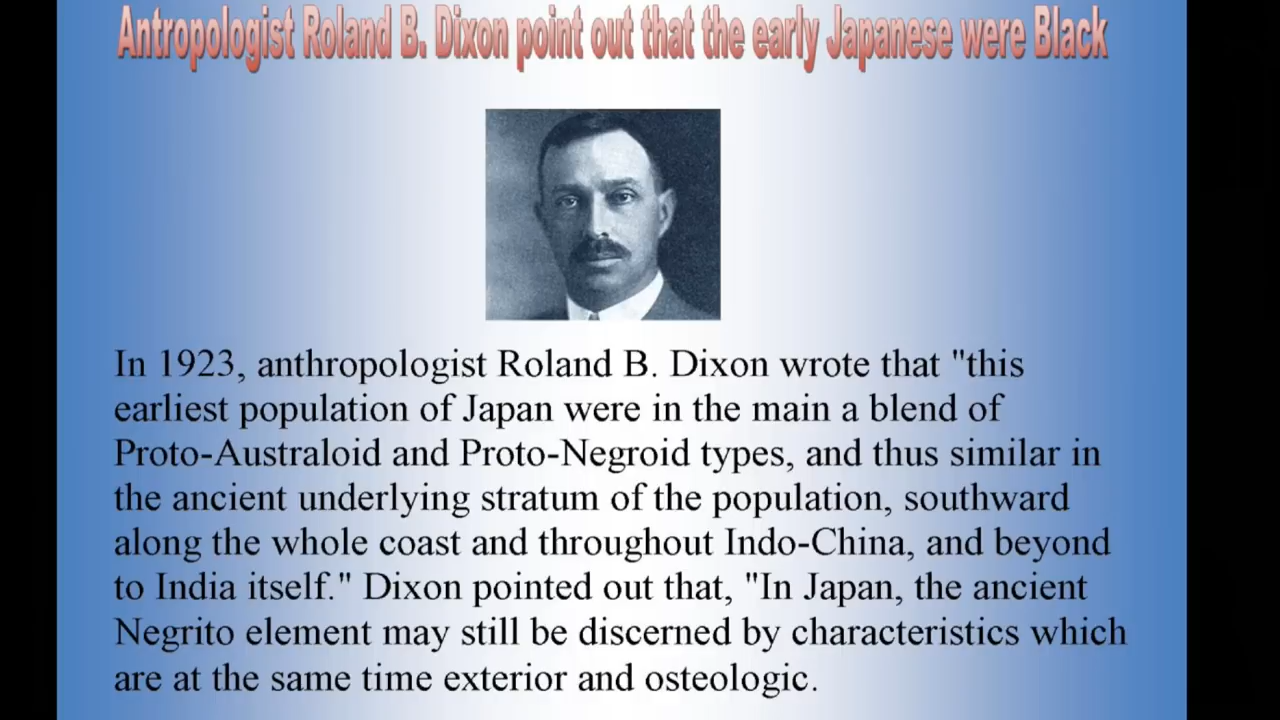 Antropologist Roland B. Dixon point out that the early Japanese were Black
In 1923, anthropologist Roland B. Dixon wrote that "this
earliest population of Japan were in the main a blend of
Proto-Australoid and Proto-Negroid types, and thus similar in
the ancient underlying stratum of the population, southward
along the whole coast and throughout Indo-China, and beyond
to India itself." Dixon pointed out that, "In Japan, the ancient
Negrito element may still be discerned by characteristics which
are at the same time exterior and osteologic.